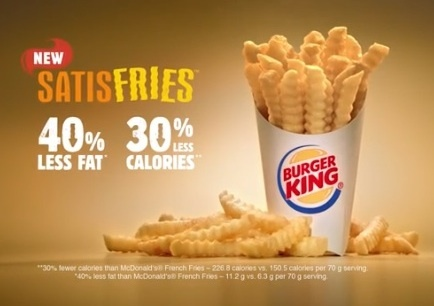 NEW
SATISFRIES™
40% 30% LESS
LESS FAT* CALORIES**
BURGER
KING®
**30% fewer calories than McDonald's® French Fries – 226.8 calories vs. 150.5 calories per 70 g serving.
*40% less fat than McDonald's® French Fries – 11.2 g vs. 6.3 g per 70 g serving.